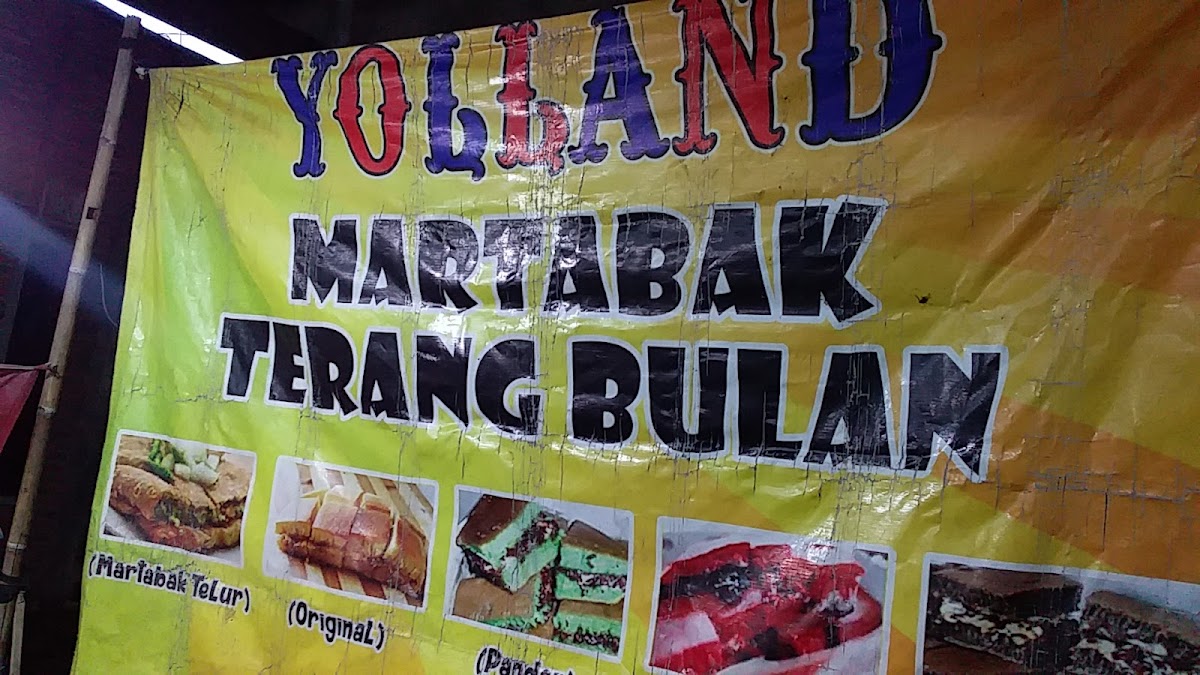 YOLLAND
MARTABAK
TERANG BULAN
(Martabak Telur)
(Original)